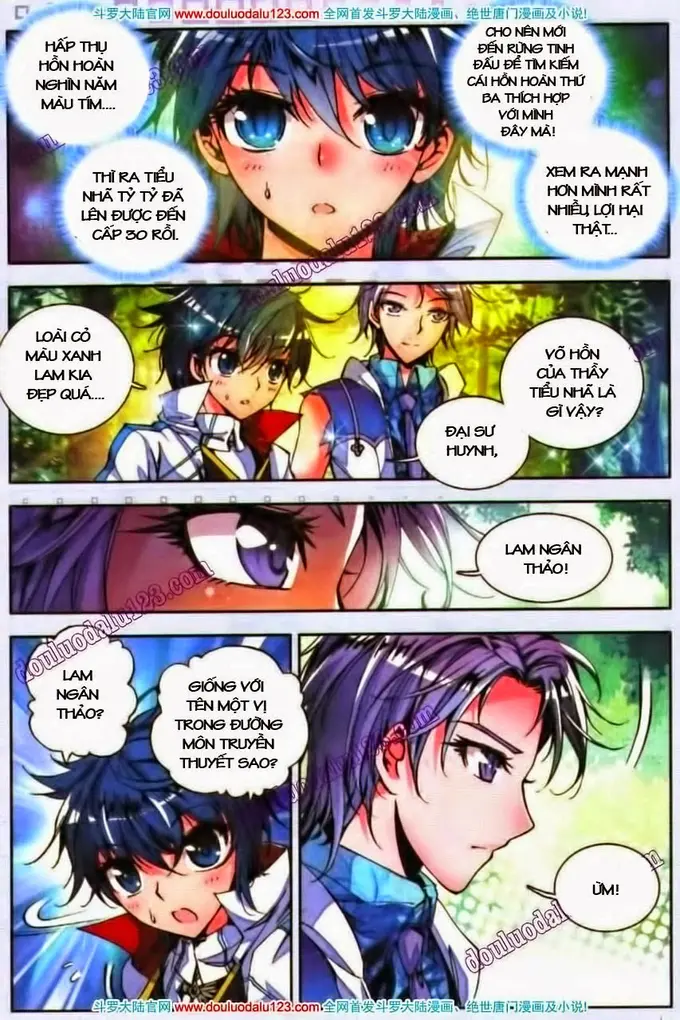 斗罗大陆官网 www.douluodalu123.com 全网首发斗罗大陆漫画、绝世唐门漫画及小说!
HẤP THỤ
HỒN HOÀN
NGHÌN NĂM
MÀU TÍM....
CHO NÊN MỚI
ĐẾN RỪNG TINH
ĐẤU ĐỂ TÌM KIẾM
CÁI HỒN HOÀN THỨ
BA THÍCH HỢP
VỚI MÌNH
ĐÂY MÀ!
THÌ RA TIỂU
NHÃ TỶ TỶ ĐÃ
LÊN ĐƯỢC ĐẾN
CẤP 30 RỒI.
XEM RA MẠNH
HƠN MÌNH RẤT
NHIỀU, LỢI HẠI
THẬT...
douluodalu123.com
LOÀI CỎ
MÀU XANH
LAM KIA
ĐẸP QUÁ....
VÕ HỒN
CỦA THẦY
TIỂU NHÃ LÀ
GÌ VẬY?
ĐẠI SƯ
HUYNH,
LAM NGÂN
THẢO!
douluodalu123.com
LAM
NGÂN
THẢO?
GIỐNG VỚI
TÊN MỘT VỊ
TRONG ĐƯỜNG
MÔN TRUYỀN
THUYẾT SAO?
ỪM!
斗罗大陆官网 www.douluodalu123.com 全网首发斗罗大陆漫画、绝世唐门漫画及小说!